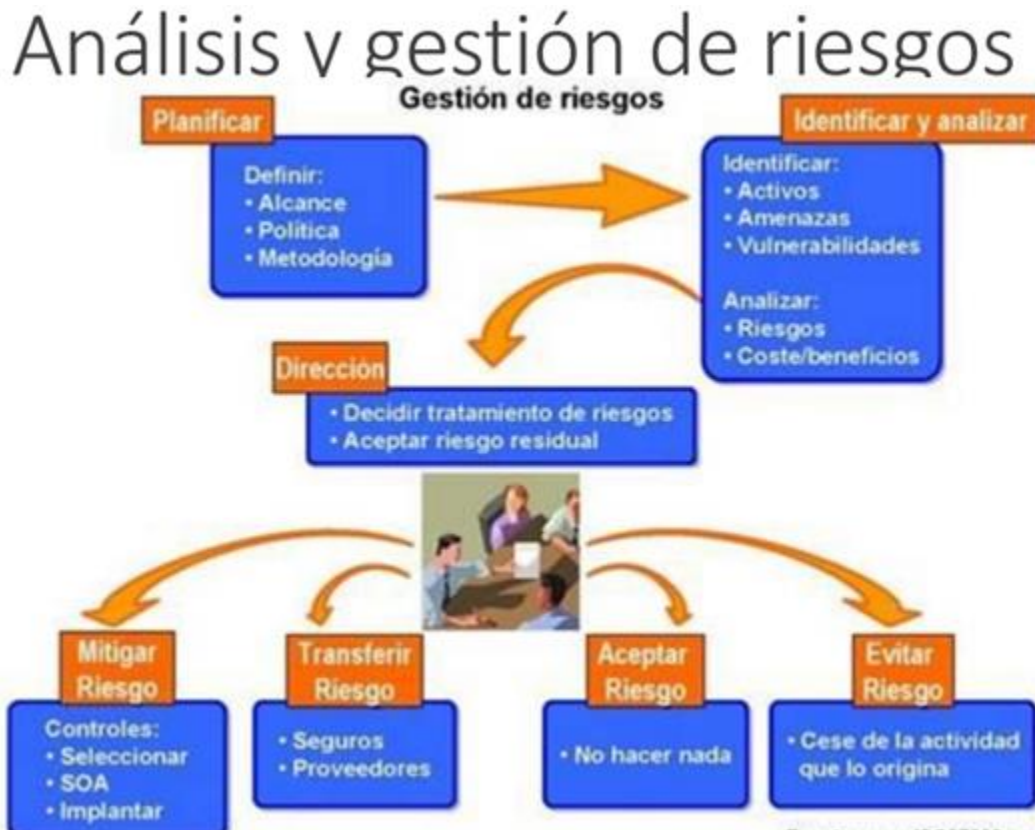 Análisis y gestión de riesgos
Gestión de riesgos
Planificar
Definir:
• Alcance
• Política
• Metodología
Identificar y analizar
Identificar:
• Activos
• Amenazas
• Vulnerabilidades
Analizar:
• Riesgos
• Coste/beneficios
Dirección
• Decidir tratamiento de riesgos
• Aceptar riesgo residual
Mitigar
Riesgo
Controles:
• Seleccionar
• SOA
• Implantar
Transferir
Riesgo
• Seguros
• Proveedores
Aceptar
Riesgo
• No hacer nada
Evitar
Riesgo
• Cese de la actividad
que lo origina